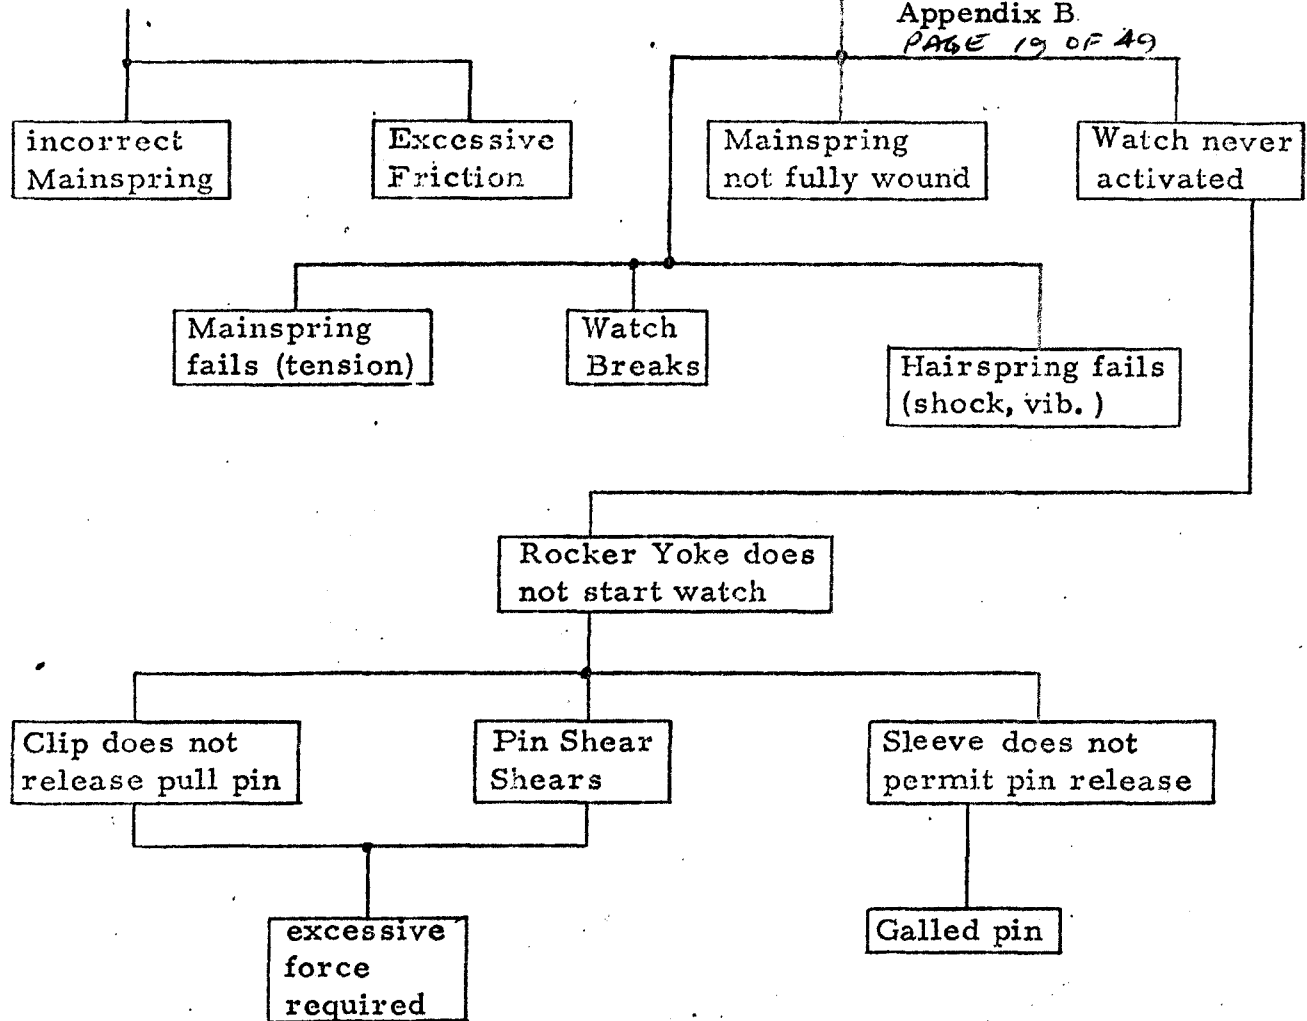 Appendix B
PAGE 19 OF 49
incorrect
Mainspring
Excessive
Friction
Mainspring
not fully wound
Watch never
activated
Mainspring
fails (tension)
Watch
Breaks
Hairspring fails
(shock, vib. )
Rocker Yoke does
not start watch
Clip does not
release pull pin
Pin Shear
Shears
Sleeve does not
permit pin release
excessive
force
required
Galled pin